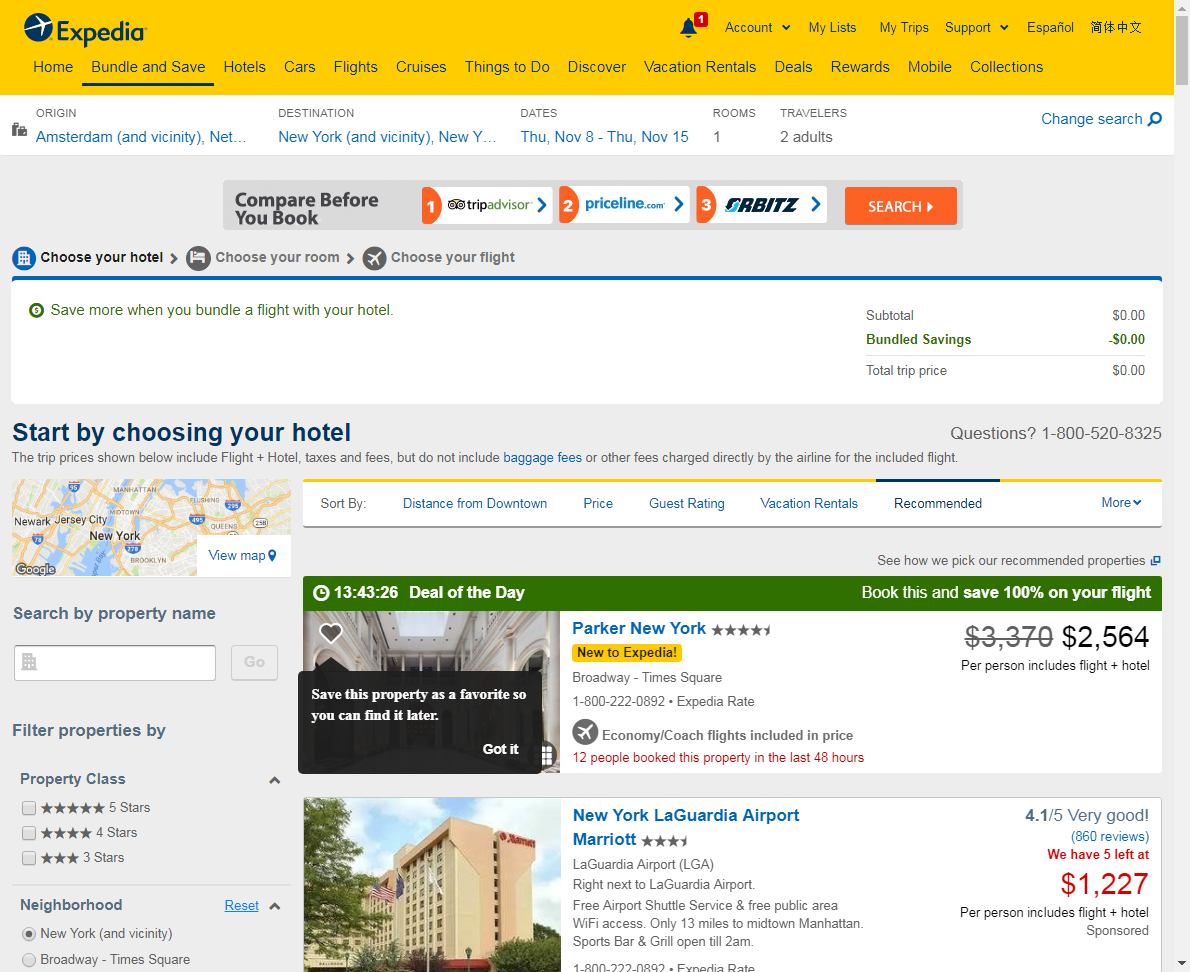 Expedia
1
Account
My Lists
My Trips
Support
Español
简体中文
Home
Bundle and Save
Hotels
Cars
Flights
Cruises
Things to Do
Discover
Vacation Rentals
Deals
Rewards
Mobile
Collections
ORIGIN
Amsterdam (and vicinity), Net...
DESTINATION
New York (and vicinity), New Y...
DATES
Thu, Nov 8 - Thu, Nov 15
ROOMS
1
TRAVELERS
2 adults
Change search
Compare Before
You Book
1 tripadvisor
2 priceline.com
3 ORBITZ
SEARCH
Choose your hotel
Choose your room
Choose your flight
Save more when you bundle a flight with your hotel.
Subtotal $0.00
Bundled Savings -$0.00
Total trip price $0.00
Start by choosing your hotel
Questions? 1-800-520-8325
The trip prices shown below include Flight + Hotel, taxes and fees, but do not include baggage fees or other fees charged directly by the airline for the included flight.
95
MANHATTAN
FLUSHING
MIDTOWN
295
495
25B
Newark
Jersey City
QUEENS
New York
78
278
BROOKLYN
Google
View map
Sort By:
Distance from Downtown
Price
Guest Rating
Vacation Rentals
Recommended
More
See how we pick our recommended properties
Search by property name
Go
Filter properties by
Property Class
5 Stars
4 Stars
3 Stars
Neighborhood
Reset
New York (and vicinity)
Broadway - Times Square
13:43:26 Deal of the Day
Book this and save 100% on your flight
Save this property as a favorite so
you can find it later.
Got it
Parker New York
New to Expedia!
Broadway - Times Square
1-800-222-0892 • Expedia Rate
Economy/Coach flights included in price
12 people booked this property in the last 48 hours
$3,370 $2,564
Per person includes flight + hotel
Marriott
New York LaGuardia Airport
Marriott
LaGuardia Airport (LGA)
Right next to LaGuardia Airport.
Free Airport Shuttle Service & free public area
WiFi access. Only 13 miles to midtown Manhattan.
Sports Bar & Grill open till 2am.
1-800-222-0892 • Expedia Rate
4.1/5 Very good!
(860 reviews)
We have 5 left at
$1,227
Per person includes flight + hotel
Sponsored